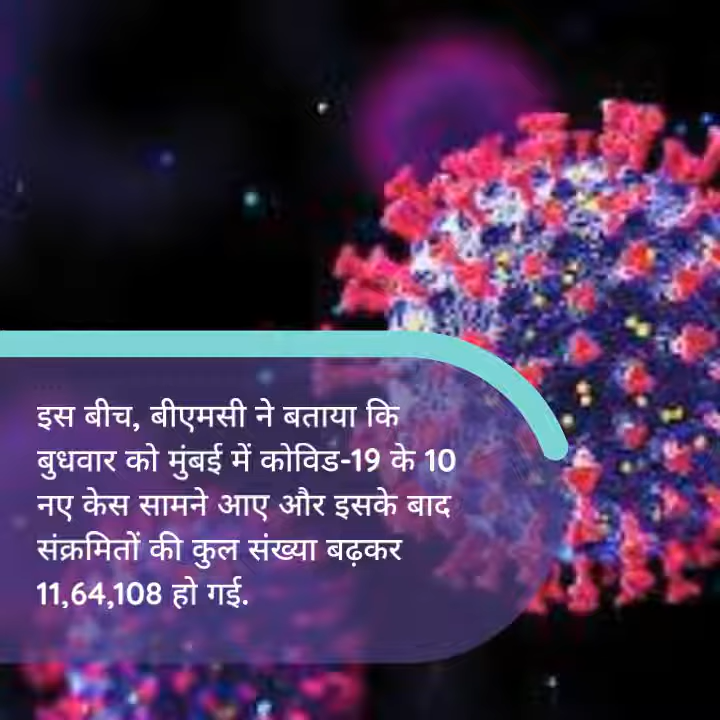 इस बीच, बीएमसी ने बताया कि
बुधवार को मुंबई में कोविड-19 के 10
नए केस सामने आए और इसके बाद
संक्रमितों की कुल संख्या बढ़कर
11,64,108 हो गई.